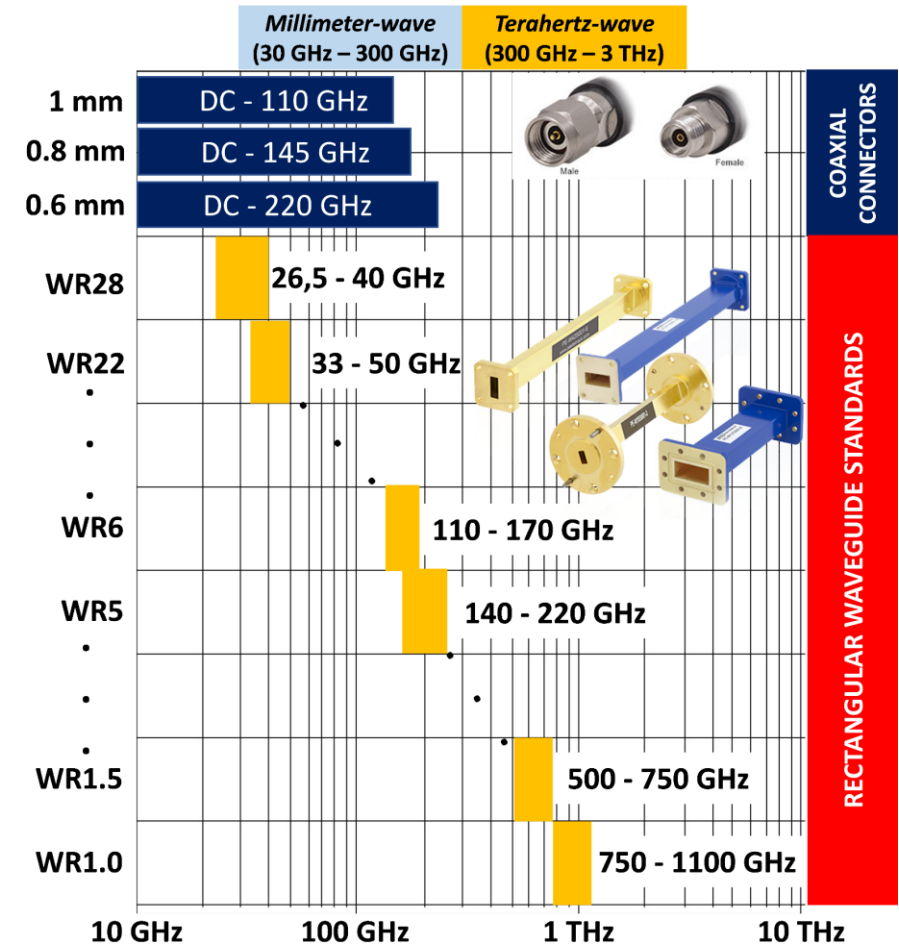 Millimeter-wave
(30 GHz – 300 GHz)
Terahertz-wave
(300 GHz – 3 THz)
1 mm
DC - 110 GHz
0.8 mm
DC - 145 GHz
0.6 mm
DC - 220 GHz
Male
Female
COAXIAL
CONNECTORS
WR28
26,5 - 40 GHz
WR22
33 - 50 GHz
WR6
110 - 170 GHz
WR5
140 - 220 GHz
WR1.5
500 - 750 GHz
WR1.0
750 - 1100 GHz
RECTANGULAR WAVEGUIDE STANDARDS
10 GHz
100 GHz
1 THz
10 THz